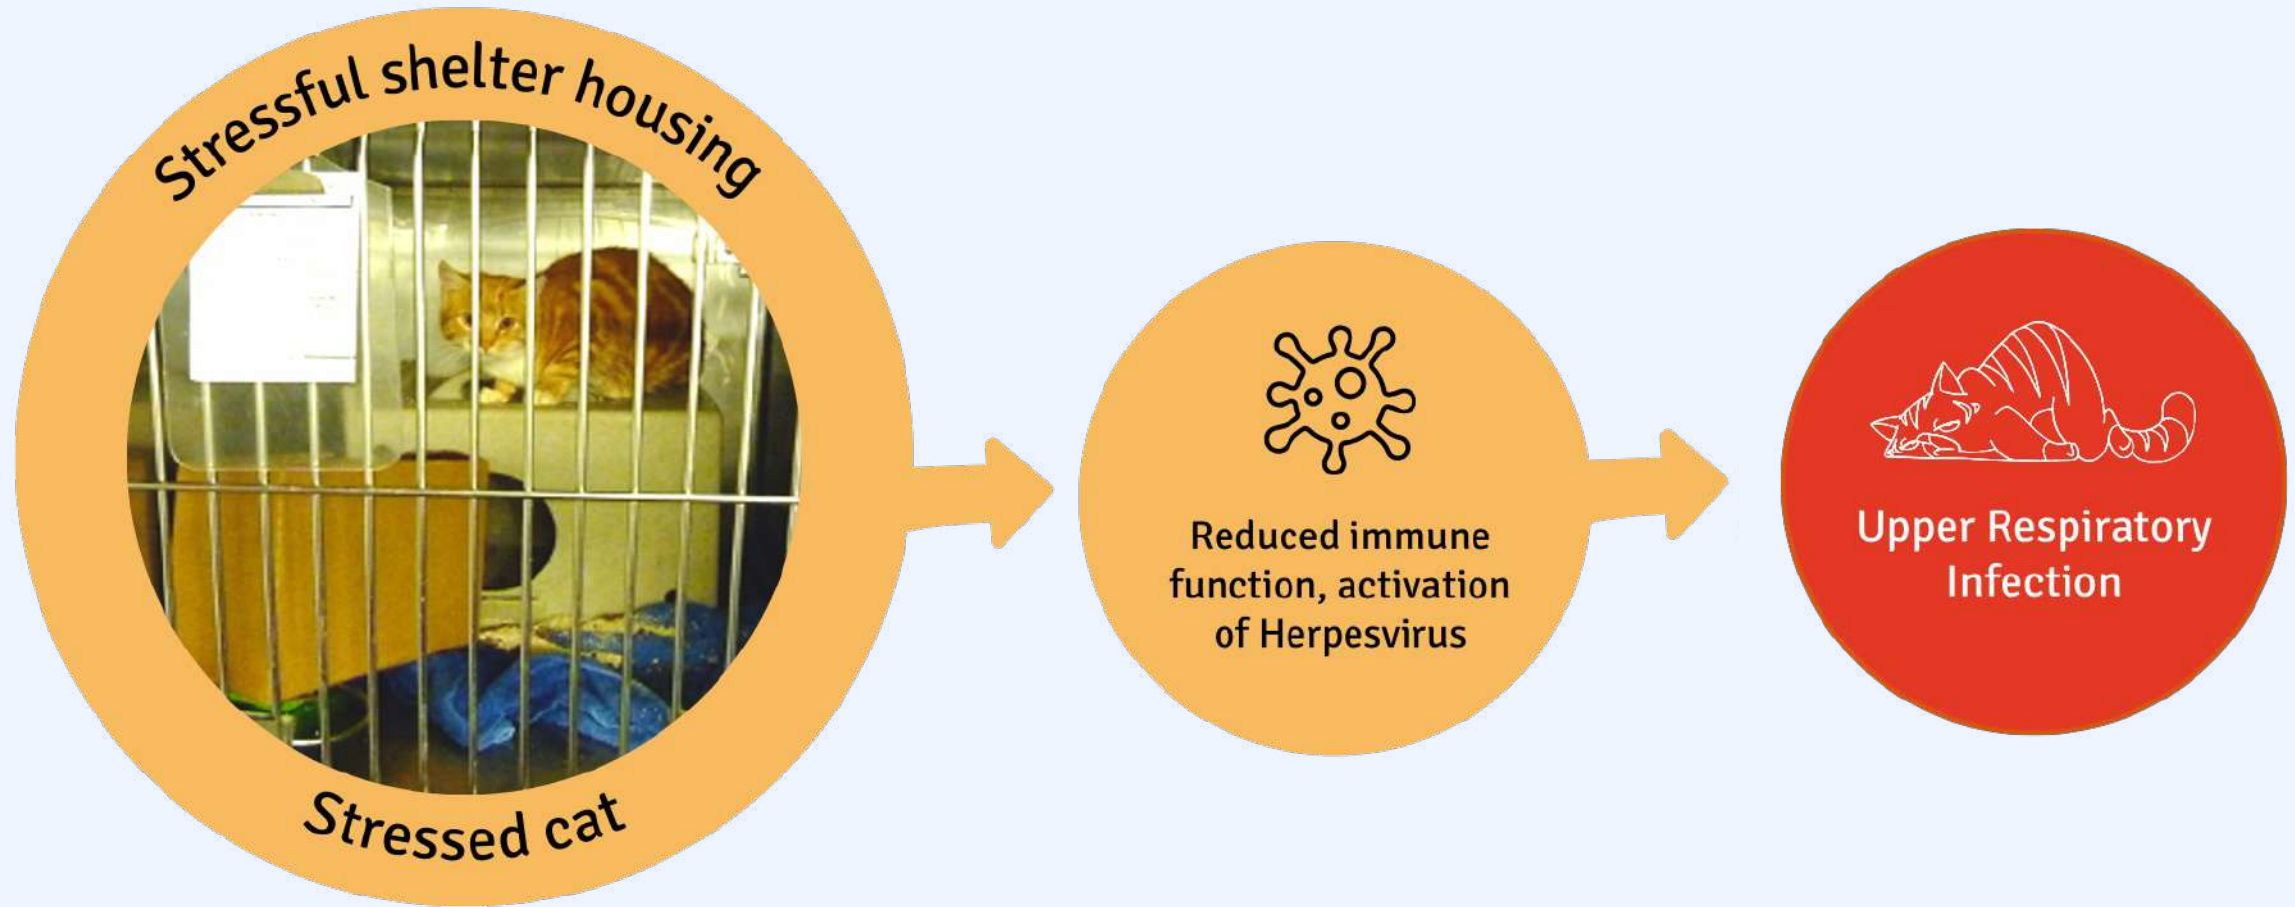 Stressful shelter housing
Stressed cat
Reduced immune
function, activation
of Herpesvirus
Upper Respiratory
Infection